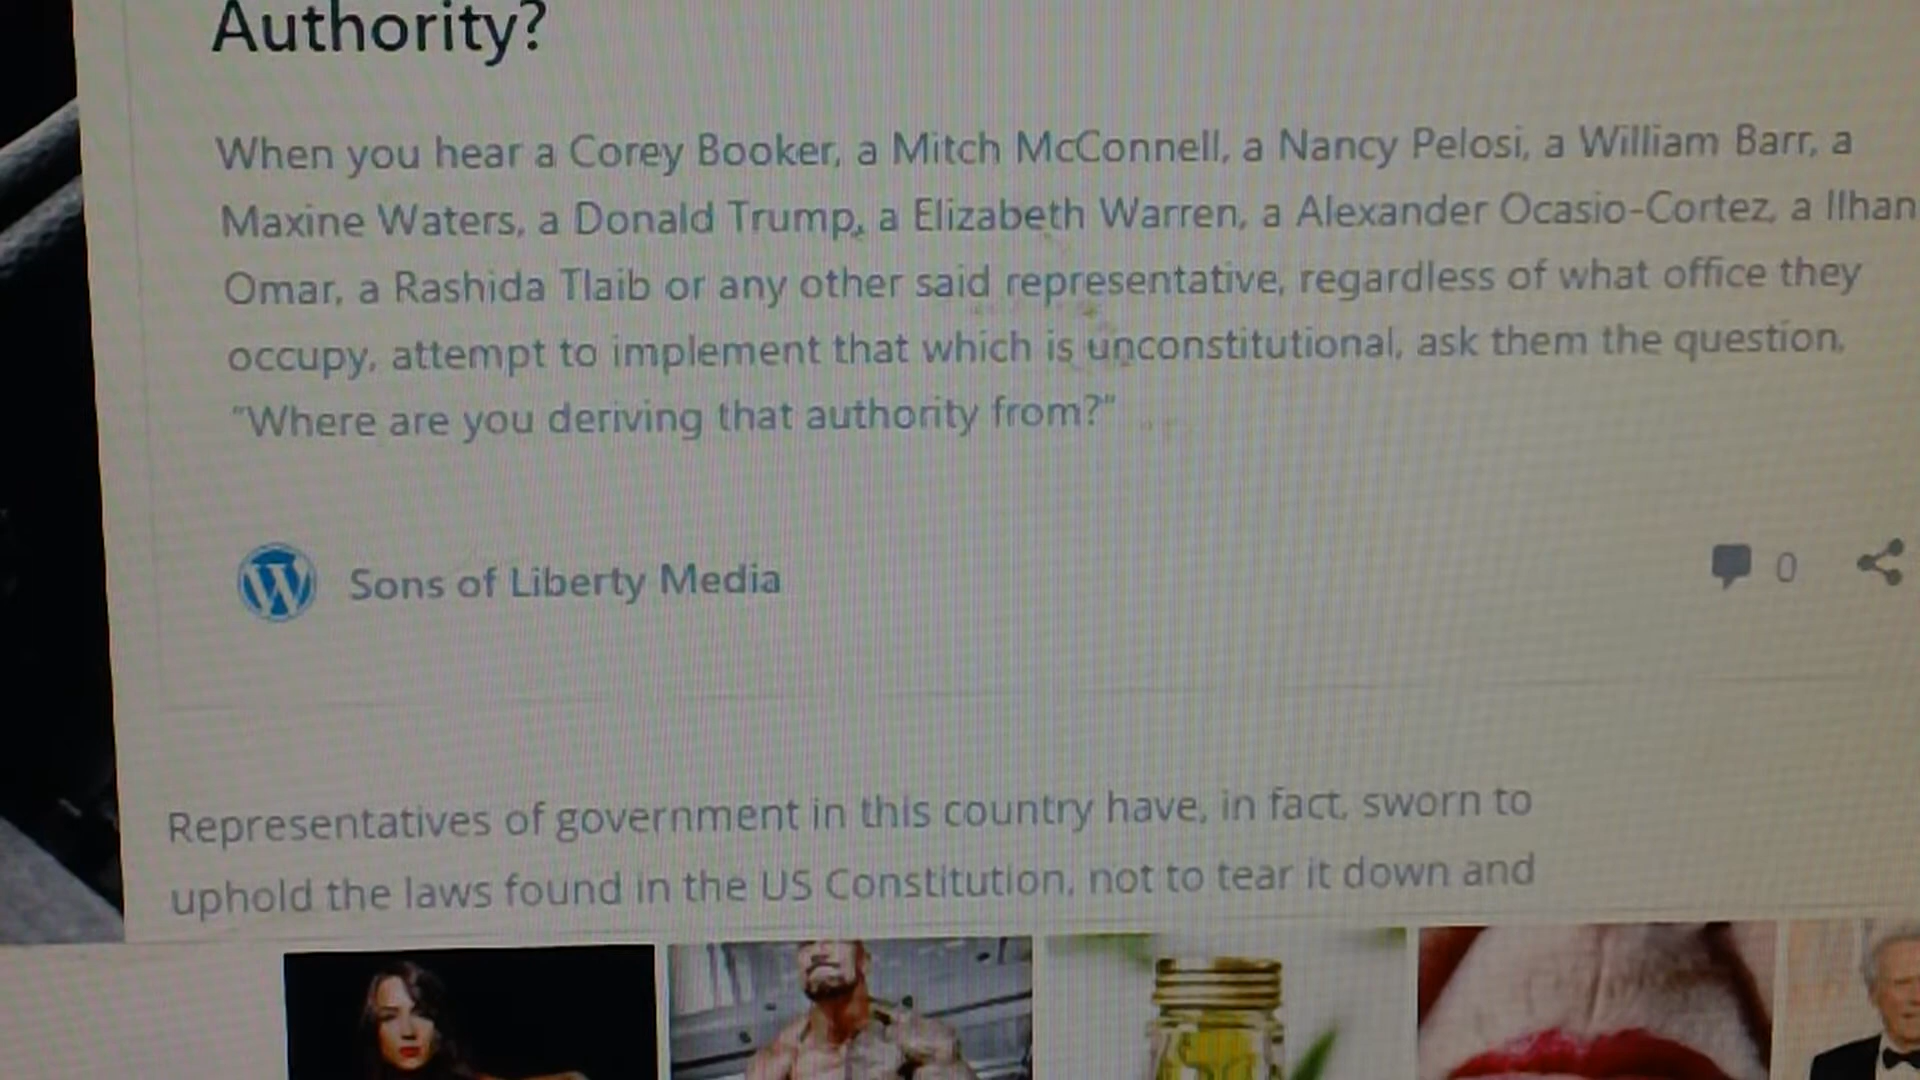 Authority?
When you hear a Corey Booker, a Mitch McConnell, a Nancy Pelosi, a William Barr, a
Maxine Waters, a Donald Trump, a Elizabeth Warren, a Alexander Ocasio-Cortez, a Ilhan
Omar, a Rashida Tlaib or any other said representative, regardless of what office they
occupy, attempt to implement that which is unconstitutional, ask them the question,
"Where are you deriving that authority from?"
Sons of Liberty Media
0
Representatives of government in this country have, in fact, sworn to
uphold the laws found in the US Constitution, not to tear it down and